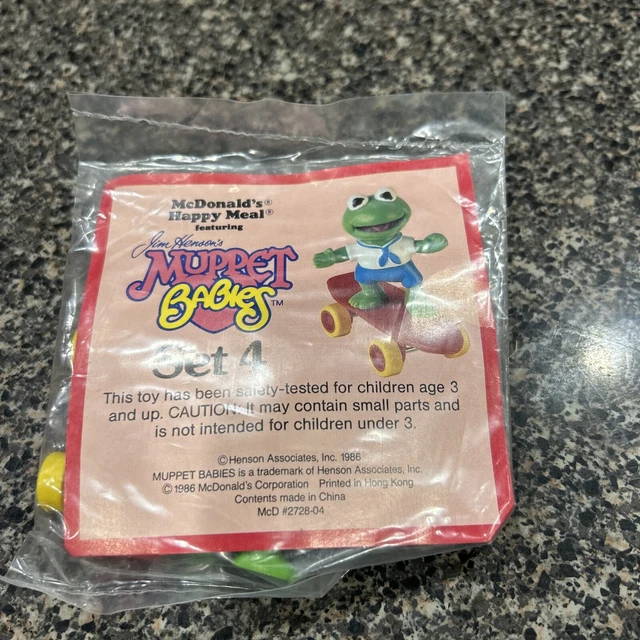 McDonald's®
Happy Meal®
featuring
Jim Henson's
MUPPET
BABIES™
Set 4
This toy has been safety-tested for children age 3
and up. CAUTION: It may contain small parts and
is not intended for children under 3.
©Henson Associates, Inc. 1986
MUPPET BABIES is a trademark of Henson Associates, Inc.
©1986 McDonald's Corporation Printed in Hong Kong
Contents made in China
McD #2728-04